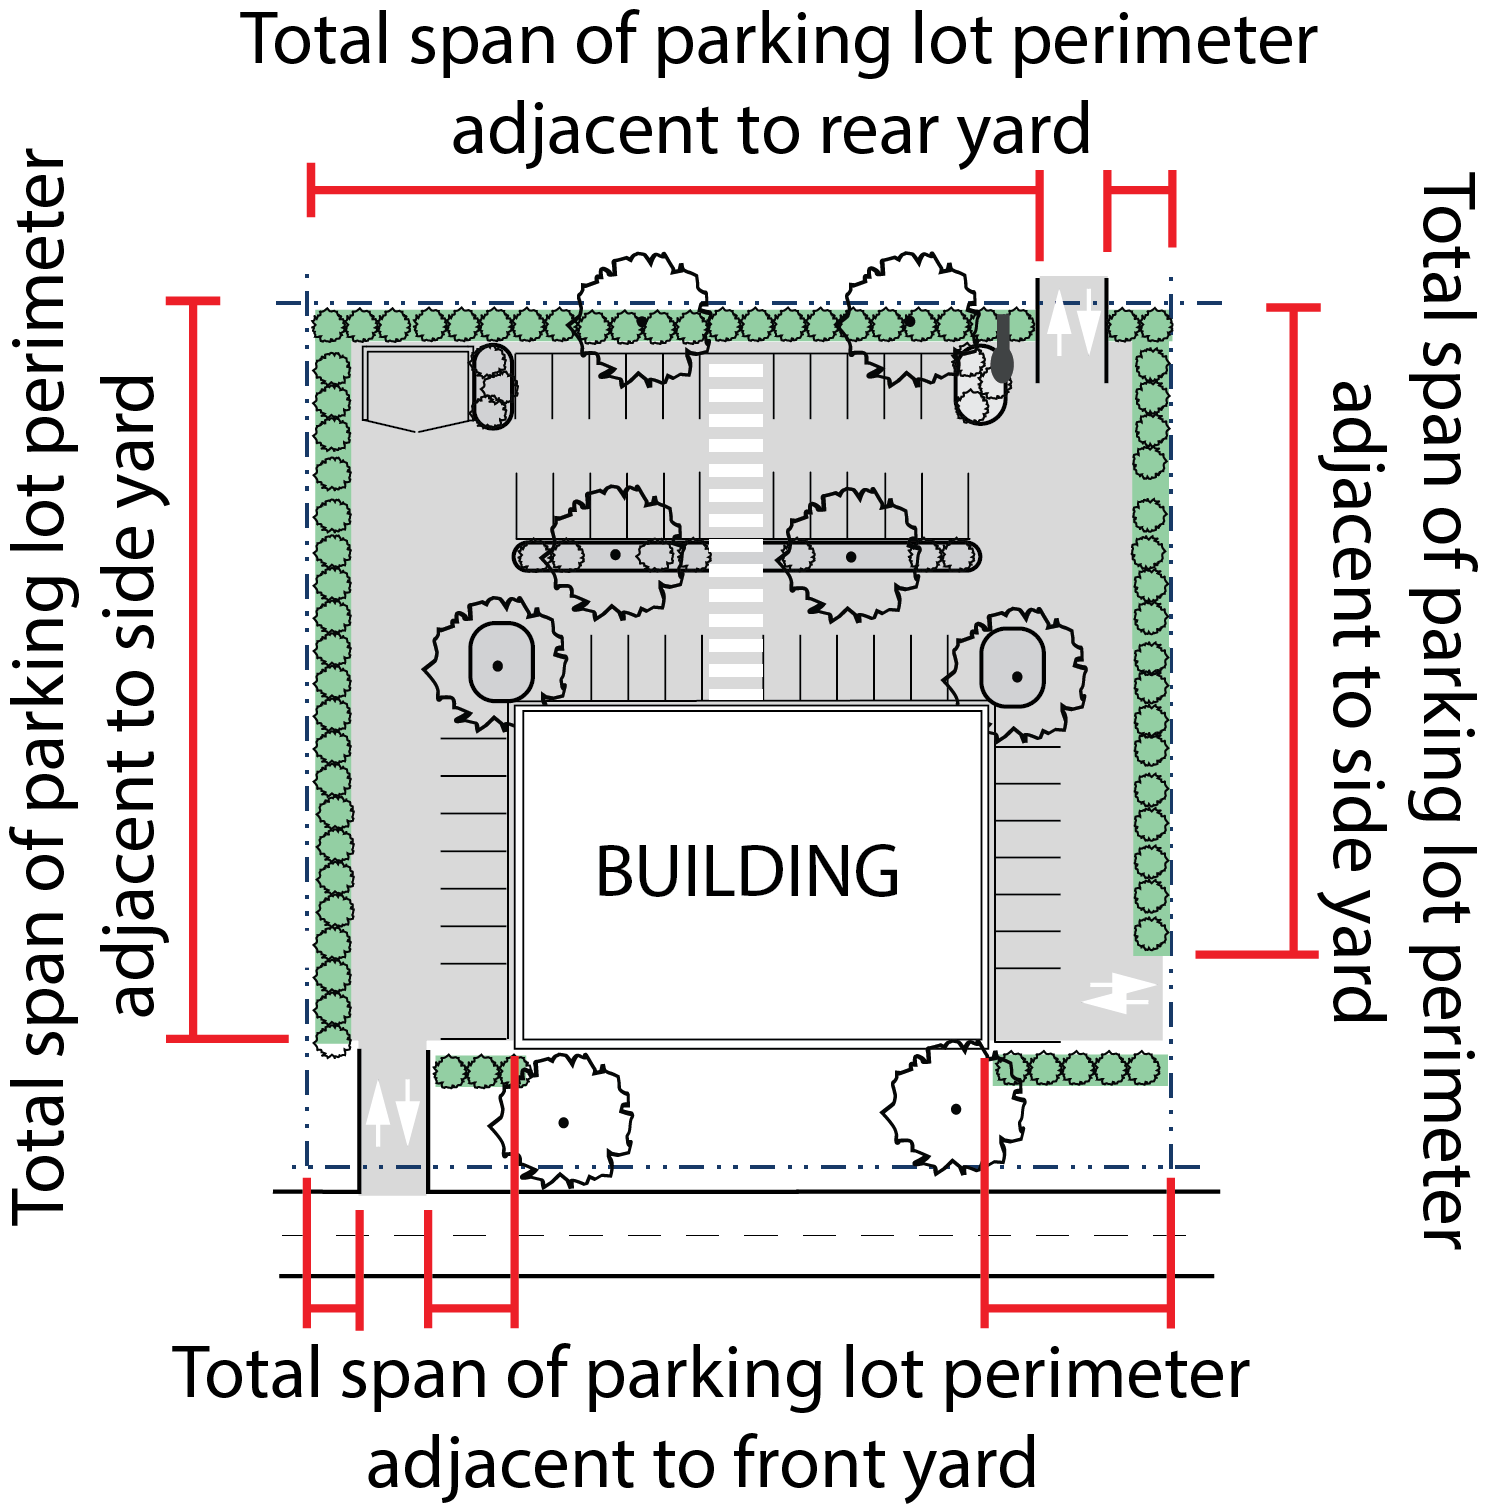 Total span of parking lot perimeter
adjacent to rear yard
Total span of parking lot perimeter
adjacent to side yard
Total span of parking lot perimeter
adjacent to side yard
BUILDING
Total span of parking lot perimeter
adjacent to front yard